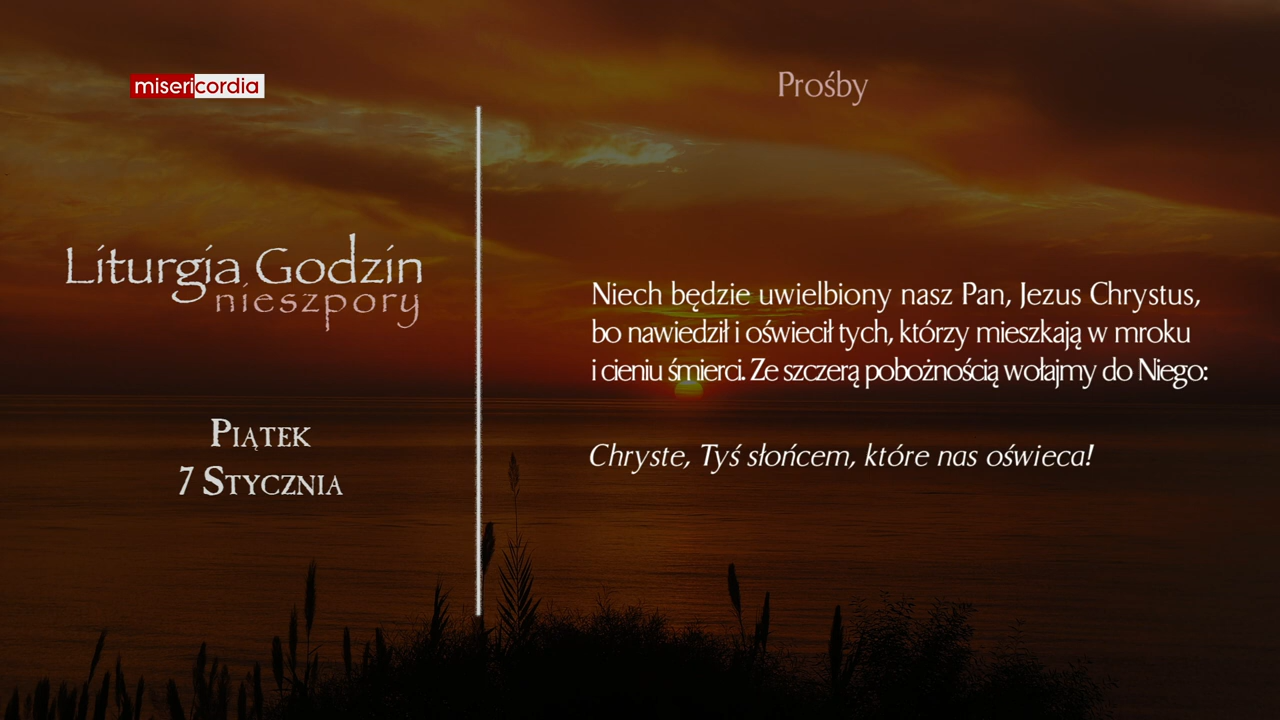 misericordia
Liturgia Godzin
nieszpory
Piątek
7 Stycznia
Prośby
Niech będzie uwielbiony nasz Pan, Jezus Chrystus,
bo nawiedził i oświecił tych, którzy mieszkają w mroku
i cieniu śmierci. Ze szczerą pobożnością wołajmy do Niego:
Chryste, Tyś słońcem, które nas oświeca!